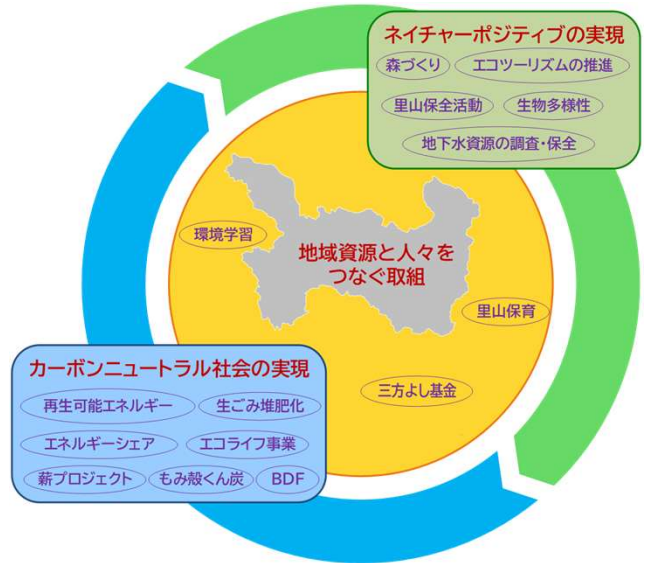 ネイチャーポジティブの実現
森づくり
エコツーリズムの推進
里山保全活動
生物多様性
地下水資源の調査・保全
環境学習
地域資源と人々を
つなぐ取組
里山保育
三方よし基金
カーボンニュートラル社会の実現
再生可能エネルギー
生ごみ堆肥化
エネルギーシェア
エコライフ事業
薪プロジェクト
もみ殻くん炭
BDF